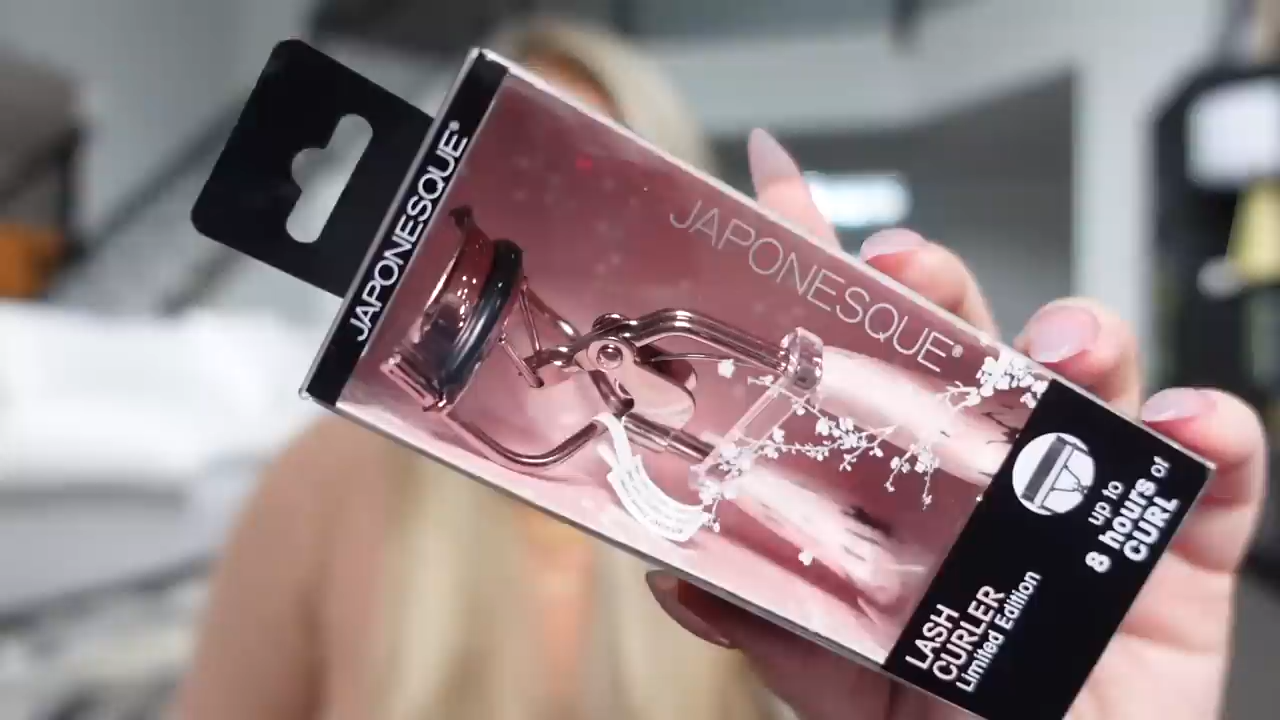 JAPONESQUE®
JAPONESQUE®
up to
8 hours of
CURL
LASH
CURLER
Limited Edition